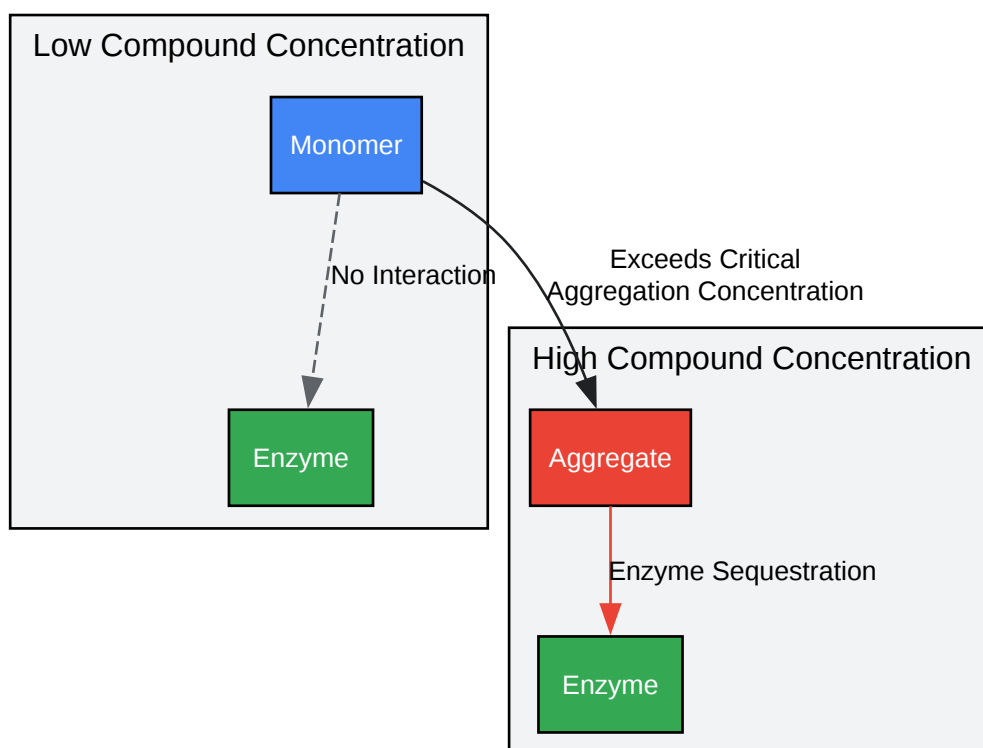 Low Compound Concentration
Monomer
No Interaction
Exceeds Critical
Aggregation Concentration
High Compound Concentration
Enzyme
Aggregate
Enzyme Sequestration
Enzyme